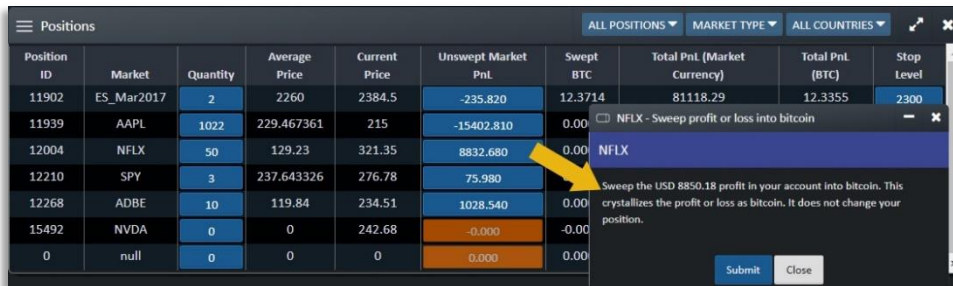 Positions ALL POSITIONS MARKET TYPE ALL COUNTRIES
Position ID Market Quantity Average Price Current Price Unswept Market PnL Swept BTC Total PnL (Market Currency) Total PnL (BTC) Stop Level
11902 ES_Mar2017 2 2260 2384.5 -235.820 12.3714 81118.29 12.3355 2300
11939 AAPL 1022 229.467361 215 -15402.810
12004 NFLX 50 129.23 321.35 8832.680
12210 SPY 3 237.643326 276.78 75.980
12268 ADBE 10 119.84 234.51 1028.540
15492 NVDA 0 0 242.68 -0.000
0 null 0 0 0 0.000
NFLX - Sweep profit or loss into bitcoin
NFLX
Sweep the USD 8850.18 profit in your account into bitcoin. This
crystallizes the profit or loss as bitcoin. It does not change your
position.
Submit Close